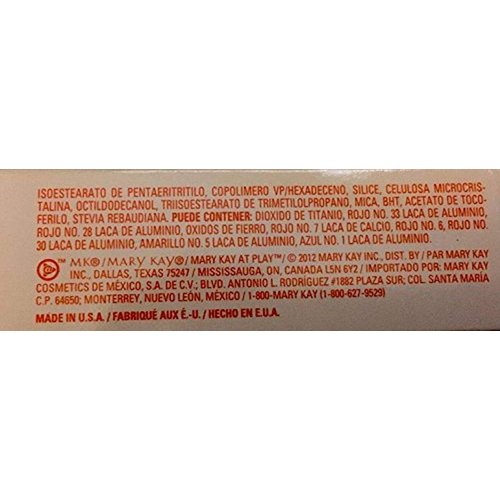 ISOESTEARATO DE PENTAERITRITILO, COPOLIMERO VP/HEXADECENO, SILICE, CELULOSA MICROCRIS-
TALINA, OCTILDODECANOL, TRIISOESTEARATO DE TRIMETILOLPROPANO, MICA, BHT, ACETATO DE TOCO-
FERILO, STEVIA REBAUDIANA. PUEDE CONTENER: DIOXIDO DE TITANIO, ROJO NO. 33 LACA DE ALUMINIO,
ROJO NO. 28 LACA DE ALUMINIO, OXIDOS DE FIERRO, ROJO NO. 7 LACA DE CALCIO, ROJO NO. 6, ROJO NO.
30 LACA DE ALUMINIO, AMARILLO NO. 5 LACA DE ALUMINIO, AZUL NO. 1 LACA DE ALUMINIO.
™ MK®/MARY KAY®/MARY KAY AT PLAY™/© 2012 MARY KAY INC., DIST. BY / PAR MARY KAY
INC., DALLAS, TEXAS 75247 / MISSISSAUGA, ON, CANADA L5N 6Y2 / IMPORTADO POR: MARY KAY
COSMETICS DE MÉXICO, S.A. DE C.V.; BLVD. ANTONIO L. RODRÍGUEZ #1882 PLAZA SUR; COL. SANTA MARÍA
C.P. 64650; MONTERREY, NUEVO LEÓN, MÉXICO / 1-800-MARY KAY (1-800-627-9529)
MADE IN U.S.A. / FABRIQUÉ AUX É.-U. / HECHO EN E.U.A.